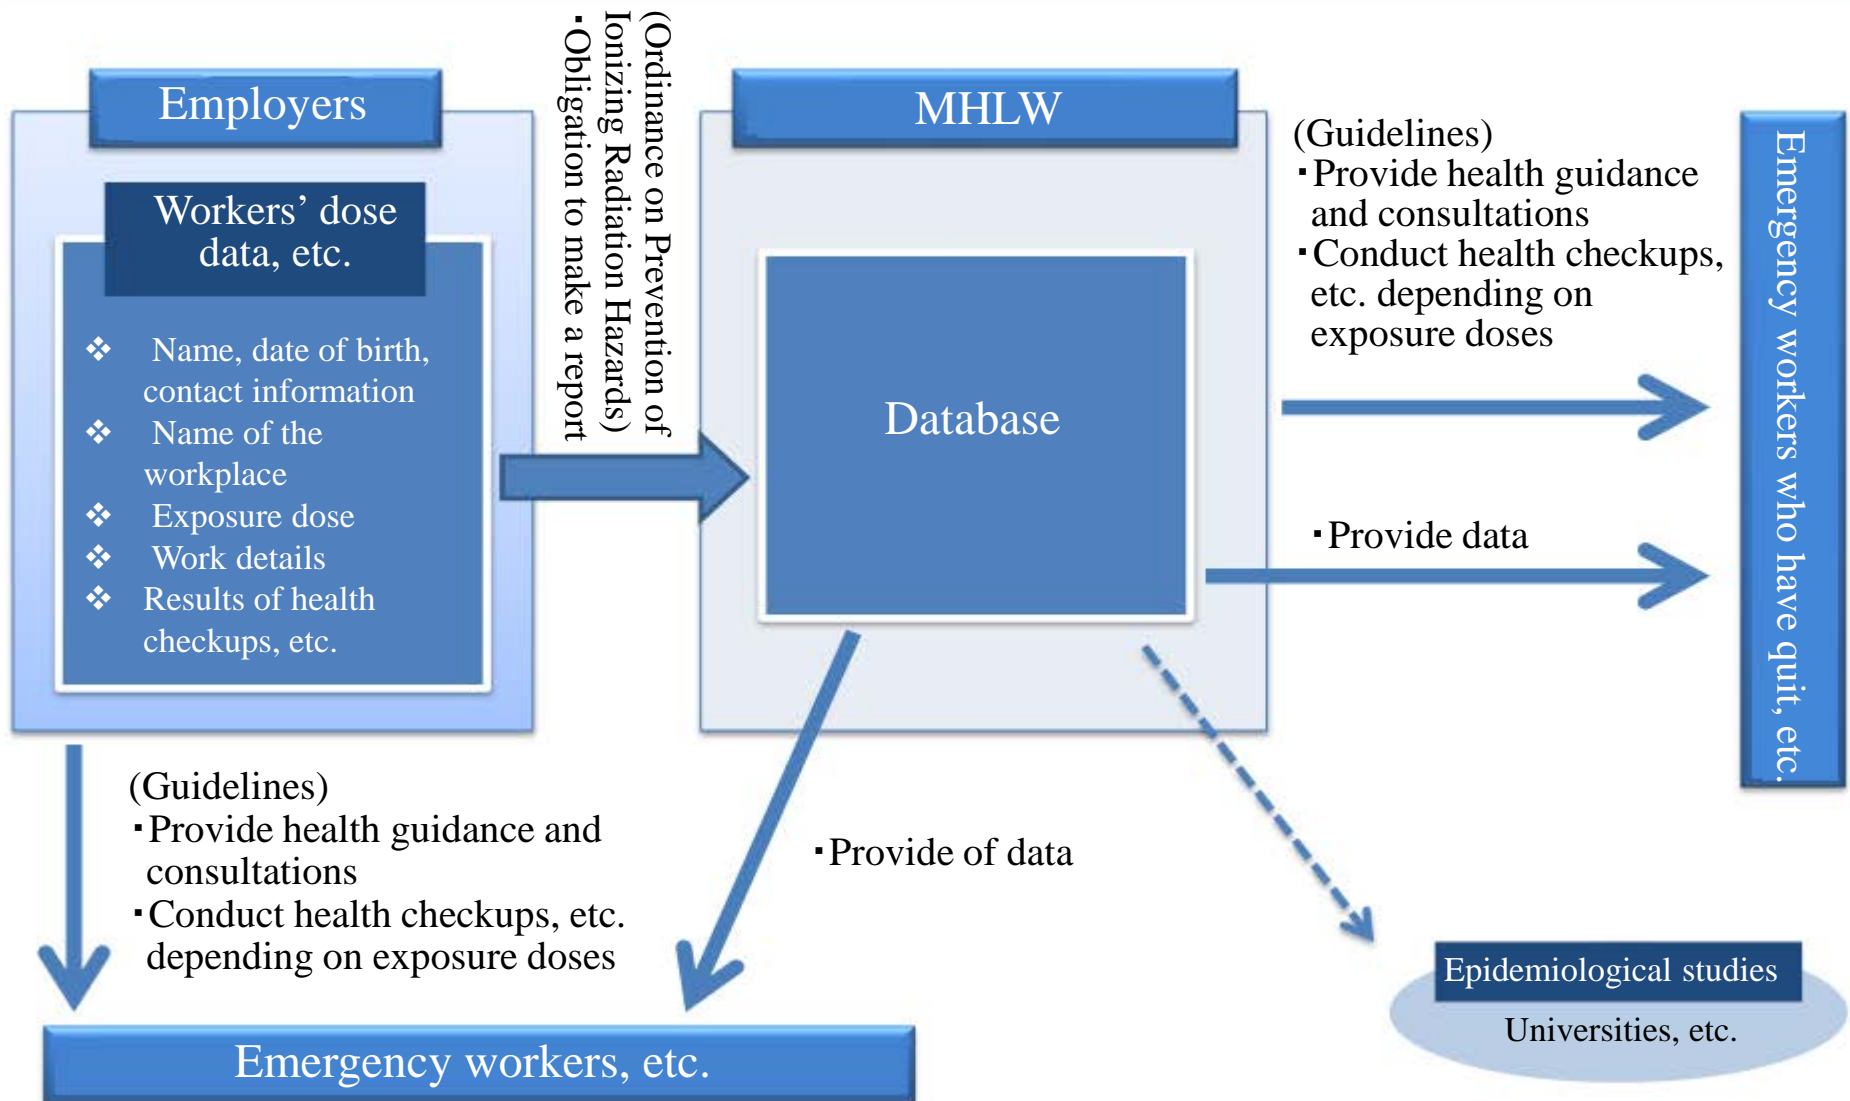 Employers
Workers’ dose
data, etc.
❖ Name, date of birth,
contact information
❖ Name of the
workplace
❖ Exposure dose
❖ Work details
❖ Results of health
checkups, etc.
(Ordinance on Prevention of
Ionizing Radiation Hazards)
・Obligation to make a report
MHLW
Database
(Guidelines)
・Provide health guidance
and consultations
・Conduct health checkups,
etc. depending on
exposure doses
・Provide data
Emergency workers who have quit, etc.
(Guidelines)
・Provide health guidance and
consultations
・Conduct health checkups, etc.
depending on exposure doses
・Provide of data
Emergency workers, etc.
Epidemiological studies
Universities, etc.